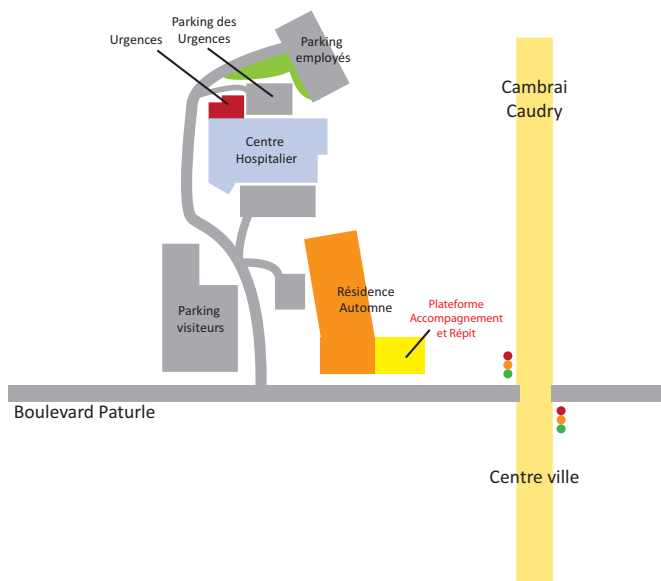 Parking des
Urgences
Urgences
Parking
employés
Cambrai
Caudry
Centre
Hospitalier
Parking
visiteurs
Résidence
Automne
Plateforme
Accompagnement
et Répit
Boulevard Paturle
Centre ville